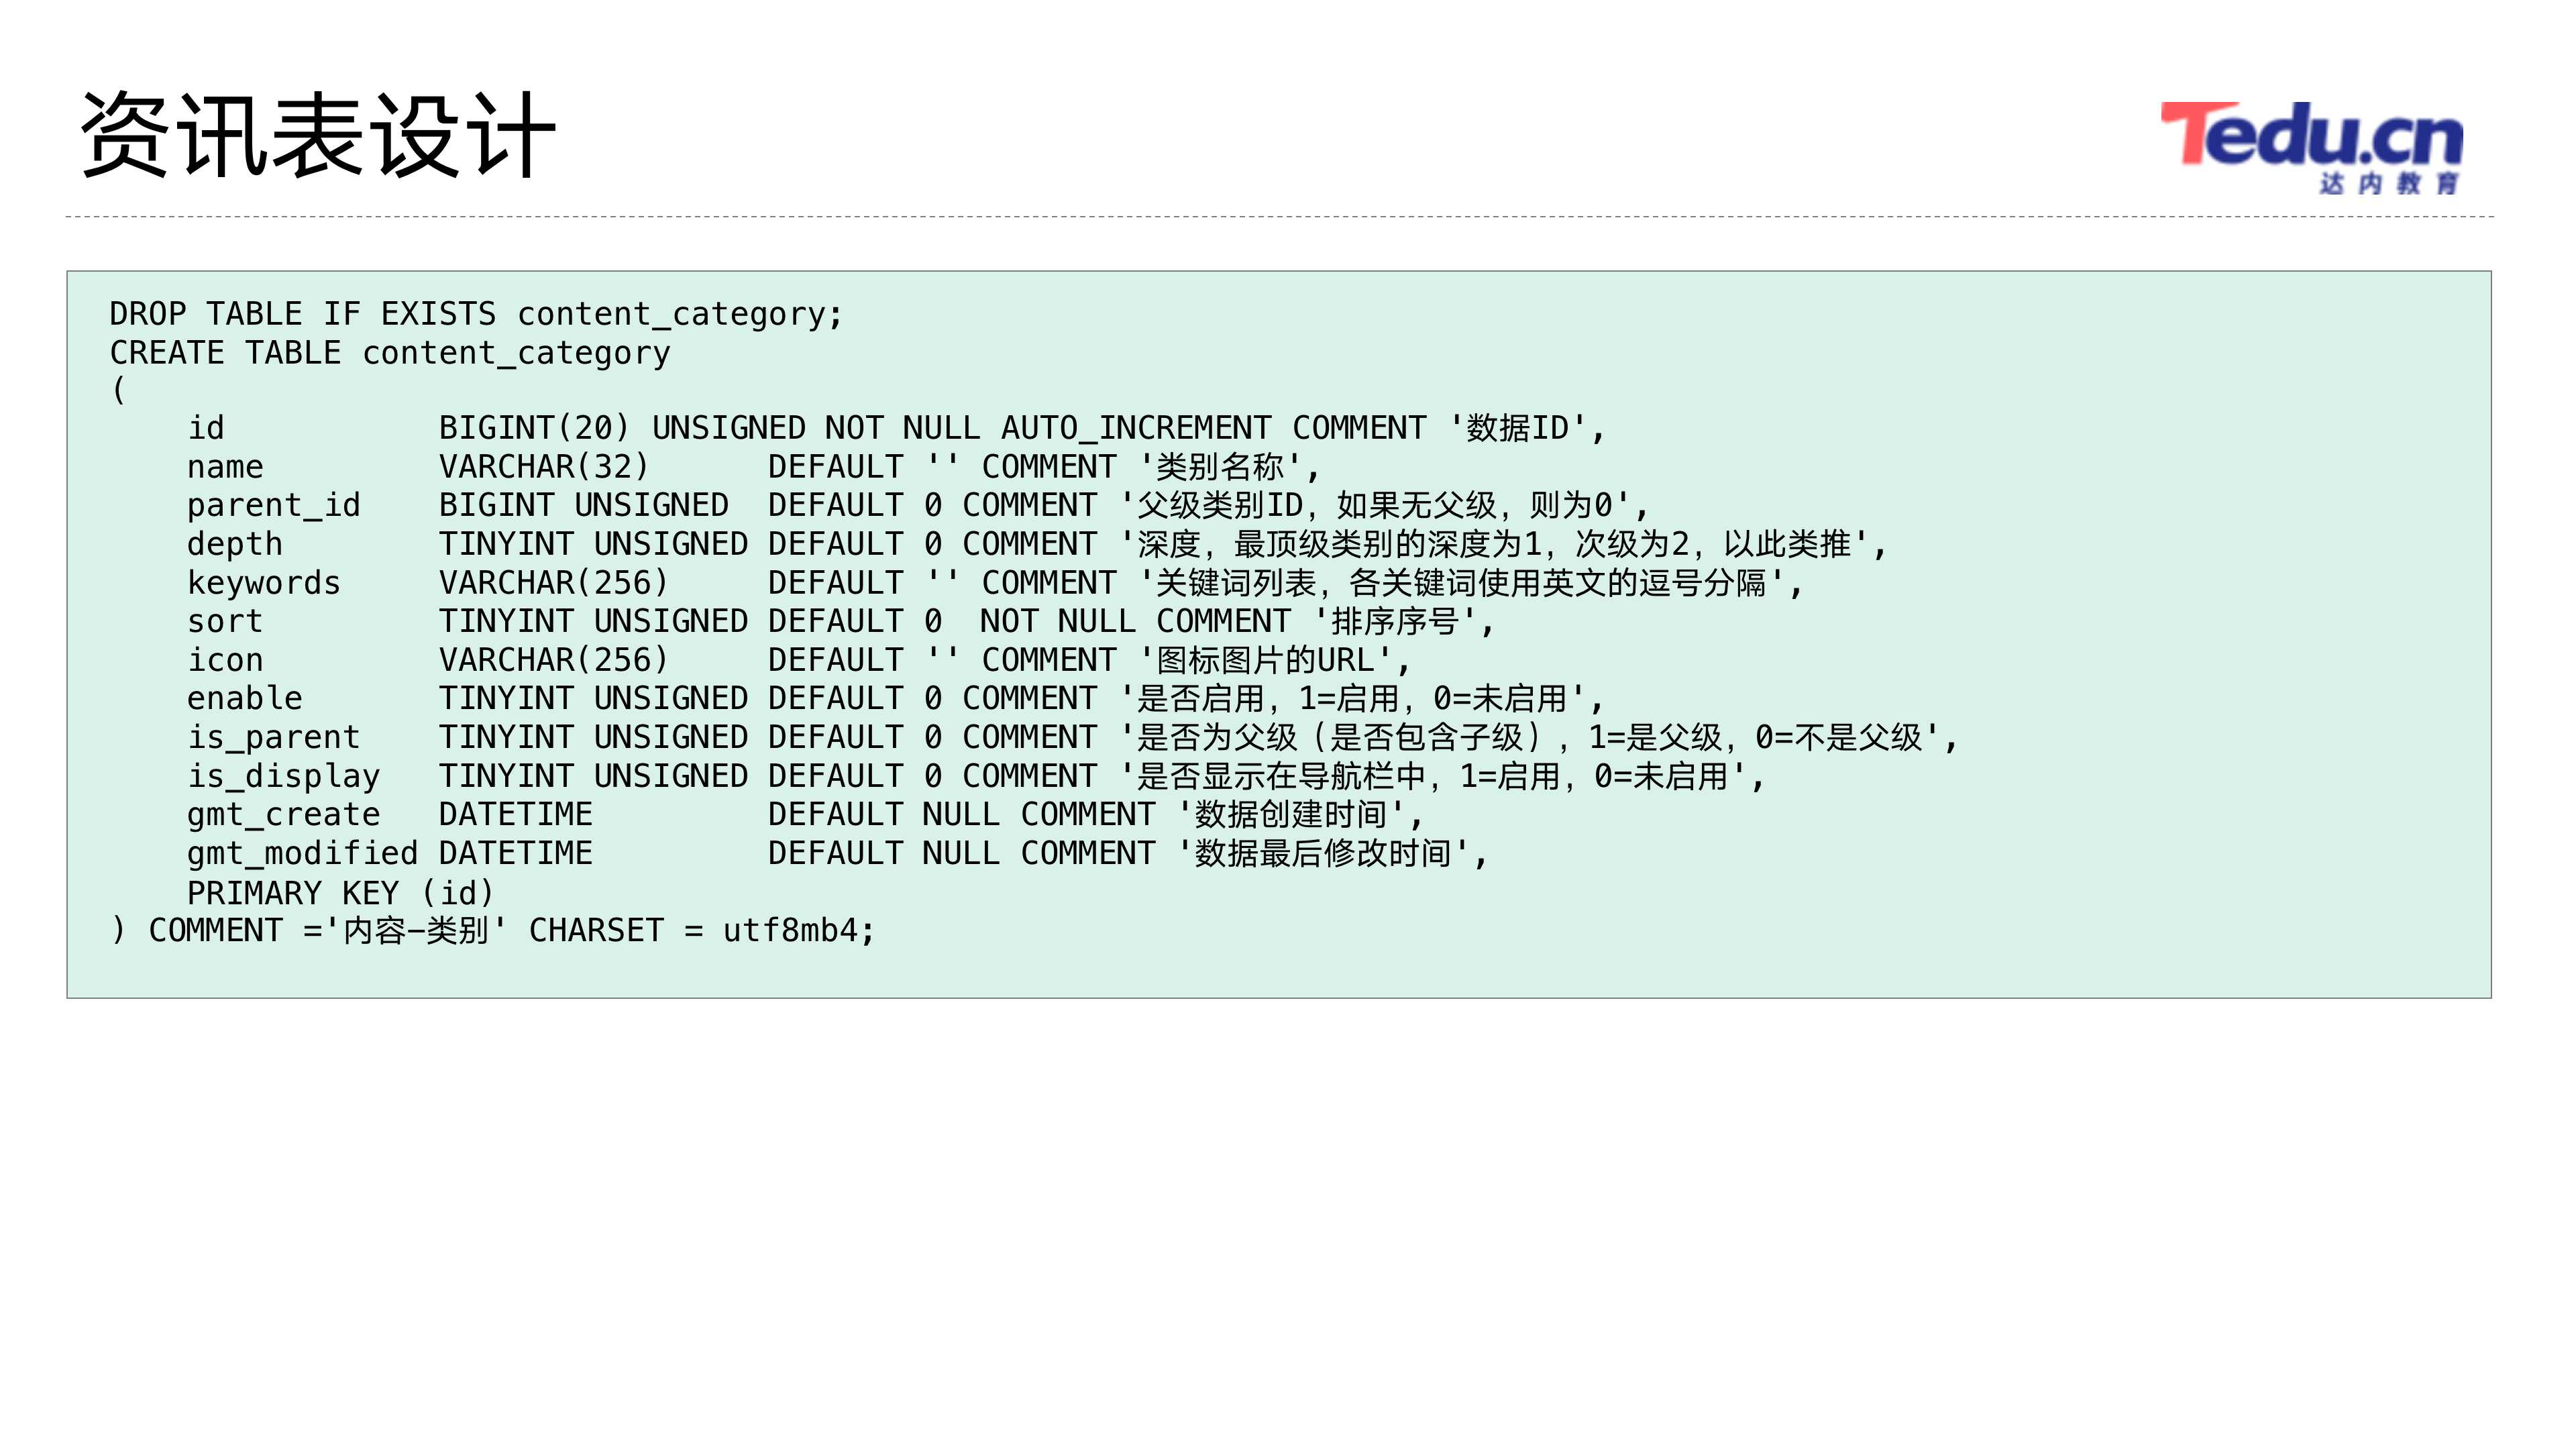 资讯表设计
Tedu.cn
达内教育
DROP TABLE IF EXISTS content_category;
CREATE TABLE content_category
(
    id           BIGINT(20) UNSIGNED NOT NULL AUTO_INCREMENT COMMENT '数据ID',
    name         VARCHAR(32)      DEFAULT '' COMMENT '类别名称',
    parent_id    BIGINT UNSIGNED  DEFAULT 0 COMMENT '父级类别ID，如果无父级，则为0',
    depth        TINYINT UNSIGNED DEFAULT 0 COMMENT '深度，最顶级类别的深度为1，次级为2，以此类推',
    keywords     VARCHAR(256)     DEFAULT '' COMMENT '关键词列表，各关键词使用英文的逗号分隔',
    sort         TINYINT UNSIGNED DEFAULT 0  NOT NULL COMMENT '排序序号',
    icon         VARCHAR(256)     DEFAULT '' COMMENT '图标图片的URL',
    enable       TINYINT UNSIGNED DEFAULT 0 COMMENT '是否启用，1=启用，0=未启用',
    is_parent    TINYINT UNSIGNED DEFAULT 0 COMMENT '是否为父级（是否包含子级），1=是父级，0=不是父级',
    is_display   TINYINT UNSIGNED DEFAULT 0 COMMENT '是否显示在导航栏中，1=启用，0=未启用',
    gmt_create   DATETIME         DEFAULT NULL COMMENT '数据创建时间',
    gmt_modified DATETIME         DEFAULT NULL COMMENT '数据最后修改时间',
    PRIMARY KEY (id)
) COMMENT ='内容-类别' CHARSET = utf8mb4;